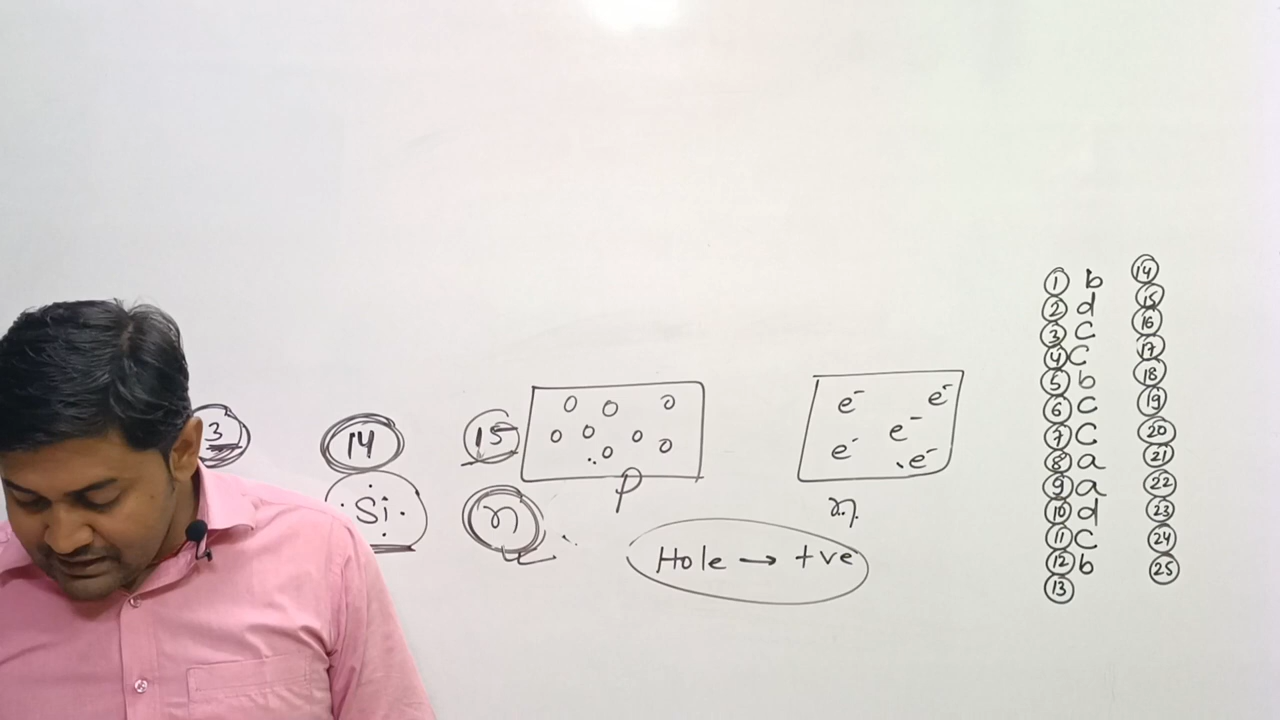 3 14 15
Si n
o o o
o o o o
o
p
e⁻ e⁻
e⁻
e⁻ e⁻
n
Hole → +ve
1 b
2 d
3 c
4 c
5 b
6 c
7 c
8 a
9 a
10 d
11 c
12 b
13
14
15
16
17
18
19
20
21
22
23
24
25